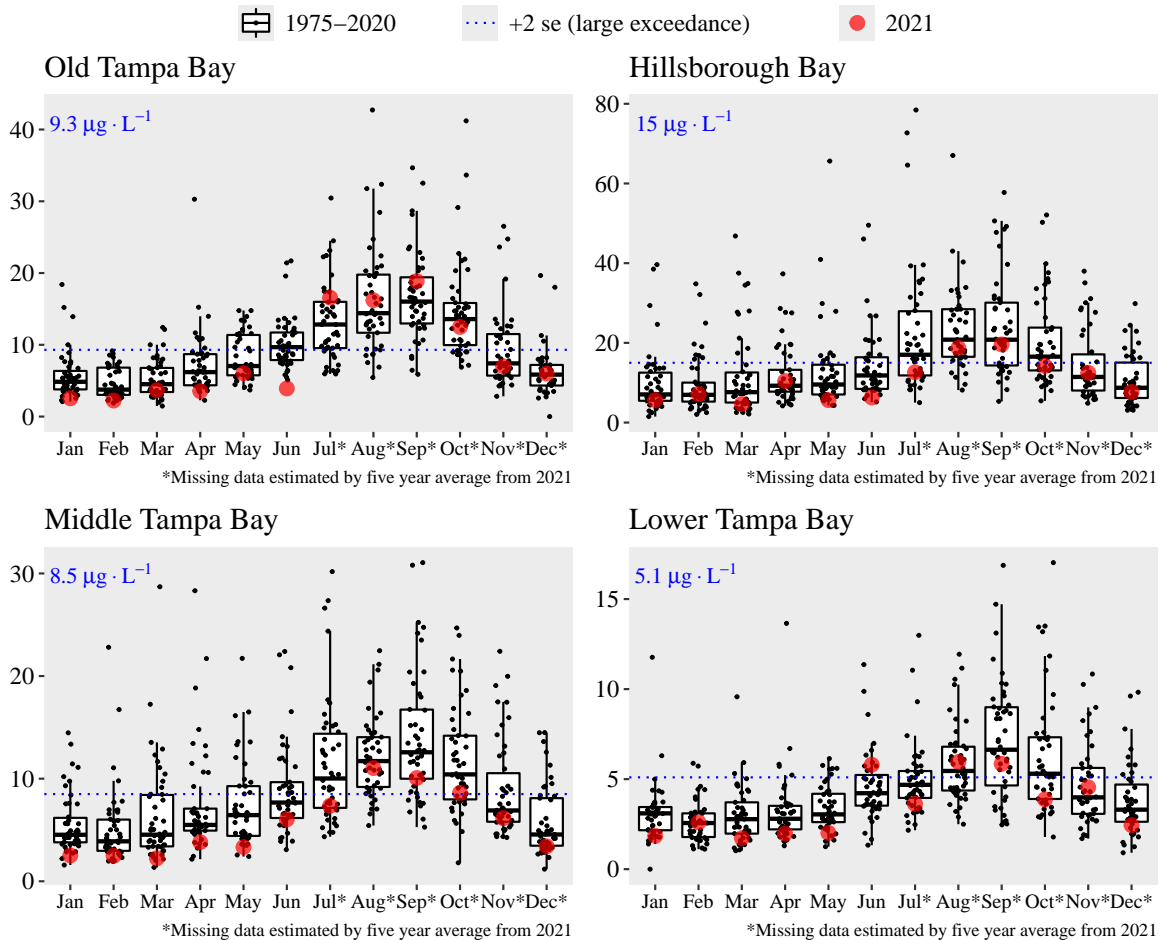 1975–2020 +2 se (large exceedance) 2021
Old Tampa Bay
9.3 μg · L⁻¹
40
30
20
10
0
Jan Feb Mar Apr May Jun Jul* Aug* Sep* Oct* Nov* Dec*
*Missing data estimated by five year average from 2021
Hillsborough Bay
15 μg · L⁻¹
80
60
40
20
0
Jan Feb Mar Apr May Jun Jul* Aug* Sep* Oct* Nov* Dec*
*Missing data estimated by five year average from 2021
Middle Tampa Bay
8.5 μg · L⁻¹
30
20
10
0
Jan Feb Mar Apr May Jun Jul* Aug* Sep* Oct* Nov* Dec*
*Missing data estimated by five year average from 2021
Lower Tampa Bay
5.1 μg · L⁻¹
15
10
5
0
Jan Feb Mar Apr May Jun Jul* Aug* Sep* Oct* Nov* Dec*
*Missing data estimated by five year average from 2021